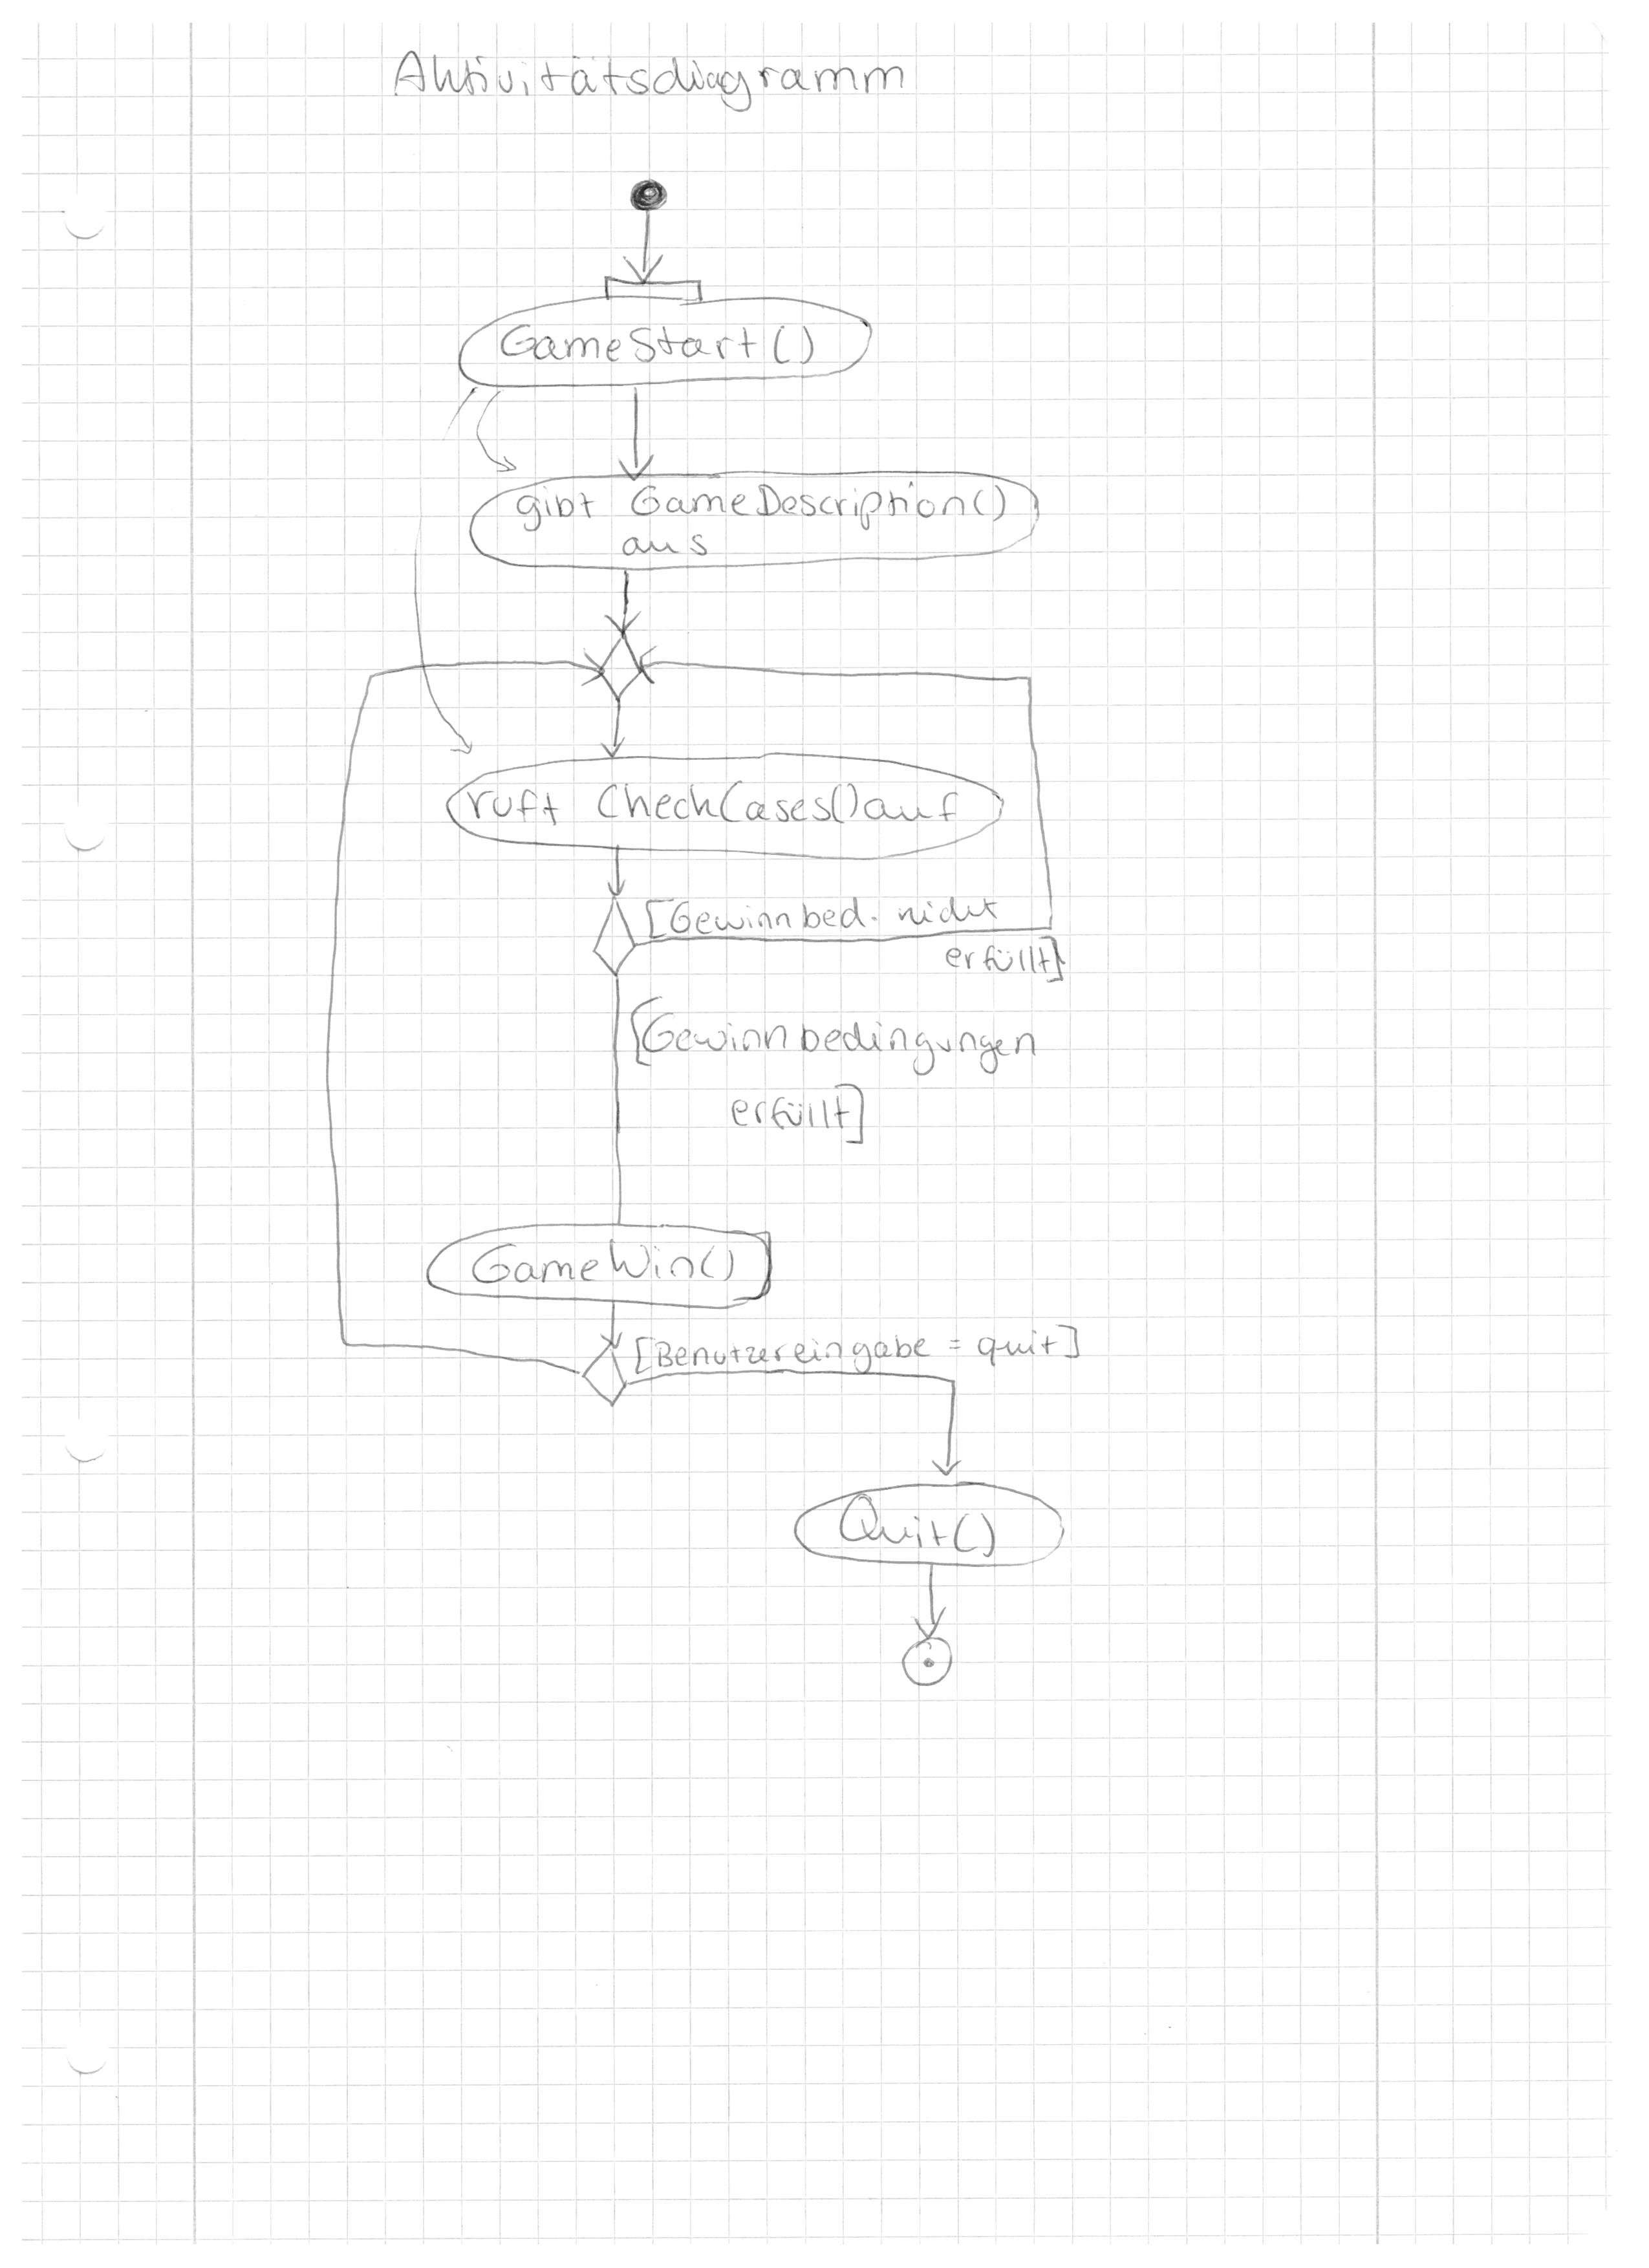 Aktivitätsdiagramm
GameStart()
gibt GameDescription()
aus
ruft CheckCases() auf
[Gewinnbed. nicht
erfüllt]
[Gewinnbedingungen
erfüllt]
GameWin()
[Benutzereingabe = quit]
Quit()